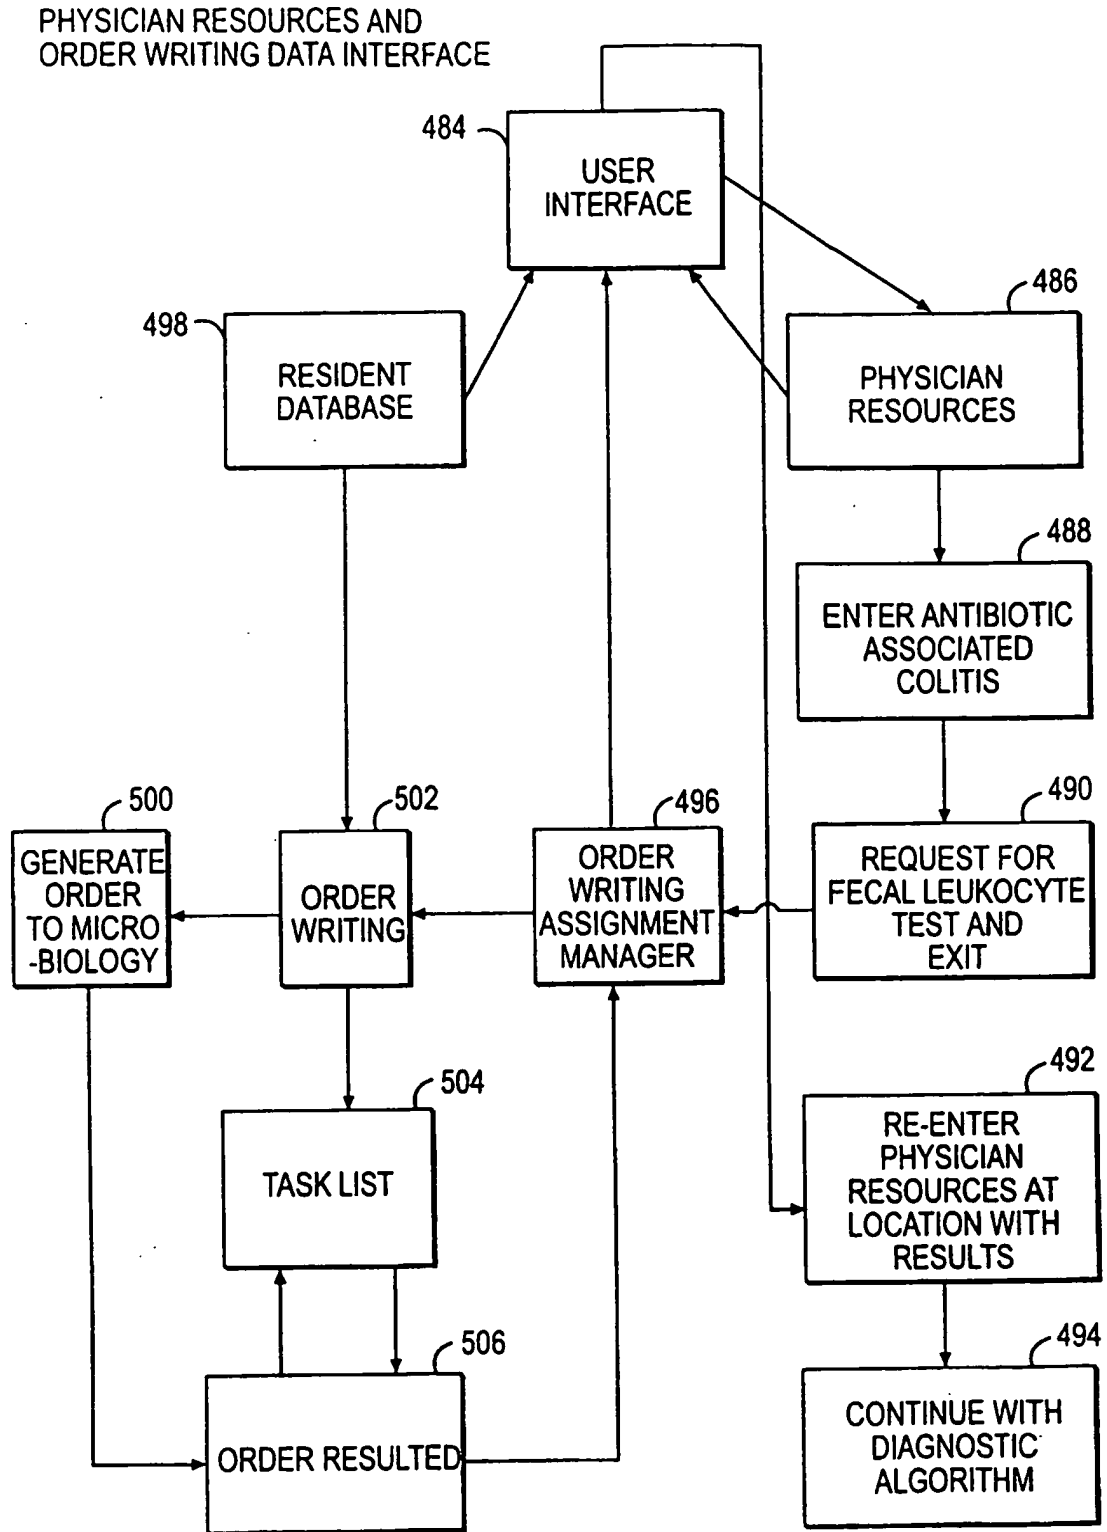 PHYSICIAN RESOURCES AND
ORDER WRITING DATA INTERFACE
484
USER
INTERFACE
498
RESIDENT
DATABASE
486
PHYSICIAN
RESOURCES
488
ENTER ANTIBIOTIC
ASSOCIATED
COLITIS
500
GENERATE
ORDER
TO MICRO
-BIOLOGY
502
ORDER
WRITING
496
ORDER
WRITING
ASSIGNMENT
MANAGER
490
REQUEST FOR
FECAL LEUKOCYTE
TEST AND
EXIT
504
TASK LIST
492
RE-ENTER
PHYSICIAN
RESOURCES AT
LOCATION WITH
RESULTS
506
ORDER RESULTED
494
CONTINUE WITH
DIAGNOSTIC
ALGORITHM